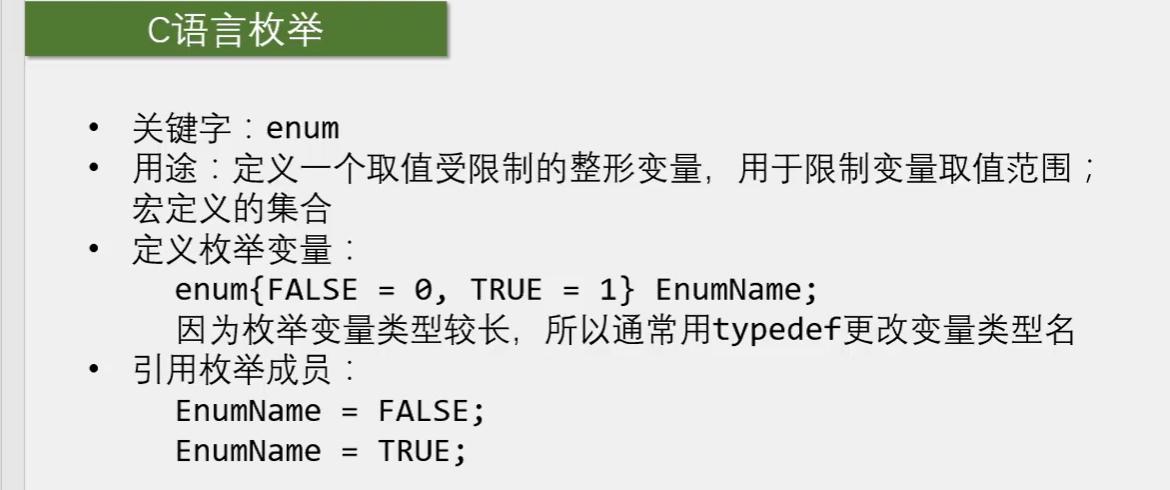 C语言枚举
• 关键字：enum
• 用途：定义一个取值受限制的整形变量，用于限制变量取值范围；
宏定义的集合
• 定义枚举变量：
enum{FALSE = 0, TRUE = 1} EnumName;
因为枚举变量类型较长，所以通常用typedef更改变量类型名
• 引用枚举成员：
EnumName = FALSE;
EnumName = TRUE;